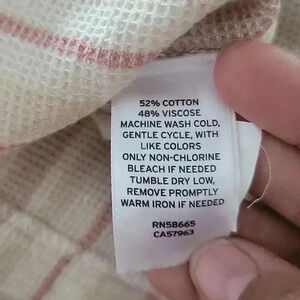 52% COTTON
48% VISCOSE
MACHINE WASH COLD,
GENTLE CYCLE, WITH
LIKE COLORS
ONLY NON-CHLORINE
BLEACH IF NEEDED
TUMBLE DRY LOW,
REMOVE PROMPTLY
WARM IRON IF NEEDED
RN58665
CA57963